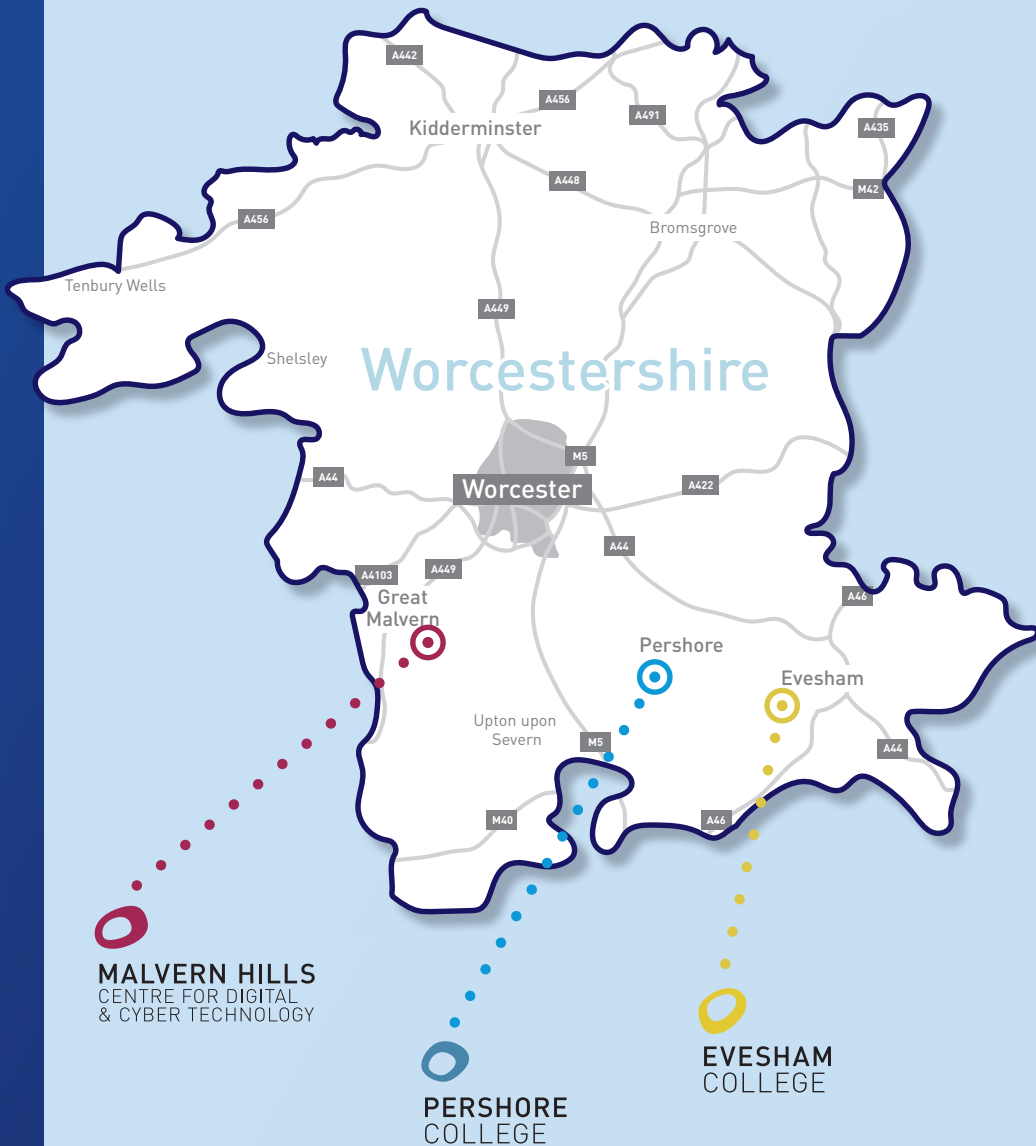 A442
A456
A491
A435
Kidderminster
A448
M42
A456
Bromsgrove
Tenbury Wells
A449
Shelsley
Worcestershire
M5
A44
Worcester
A422
A44
A4103
A449
A46
Great
Malvern
Pershore
Evesham
Upton upon
Severn
M5
A44
M40
A46
MALVERN HILLS
CENTRE FOR DIGITAL
& CYBER TECHNOLOGY
EVESHAM
COLLEGE
PERSHORE
COLLEGE